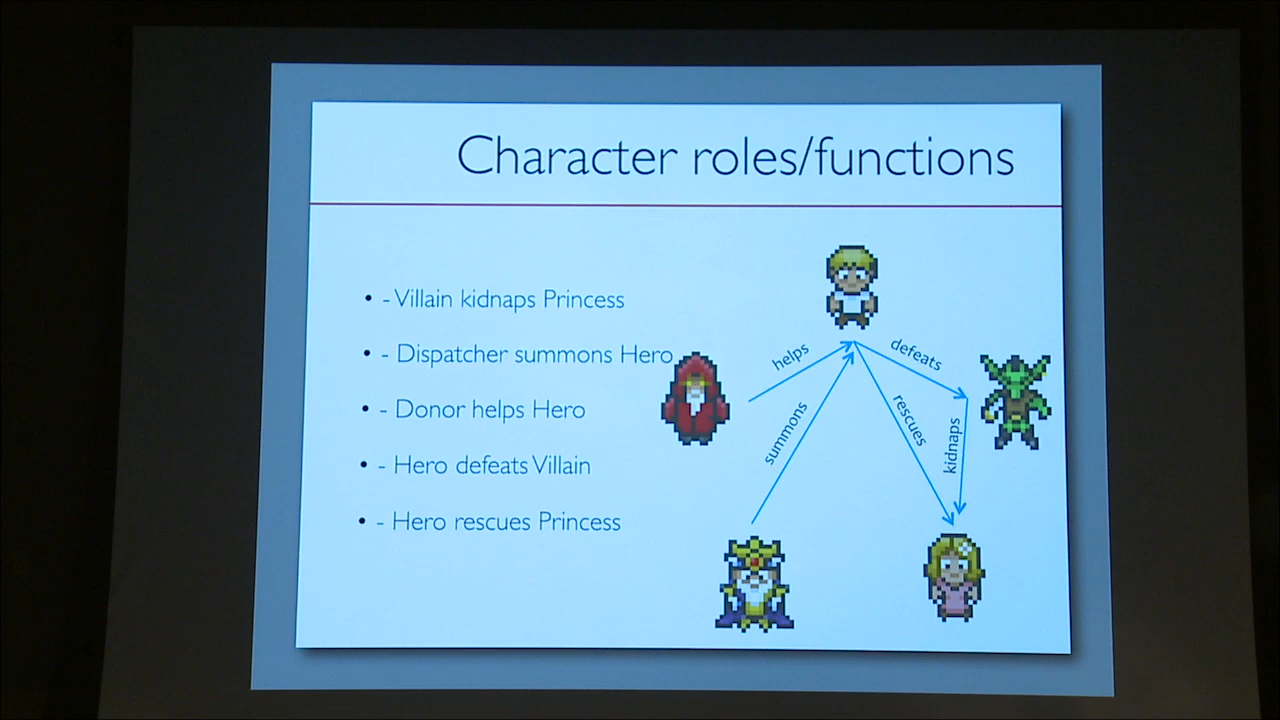 Character roles/functions
• - Villain kidnaps Princess
• - Dispatcher summons Hero
• - Donor helps Hero
• - Hero defeats Villain
• - Hero rescues Princess
helps
defeats
summons
rescues
kidnaps